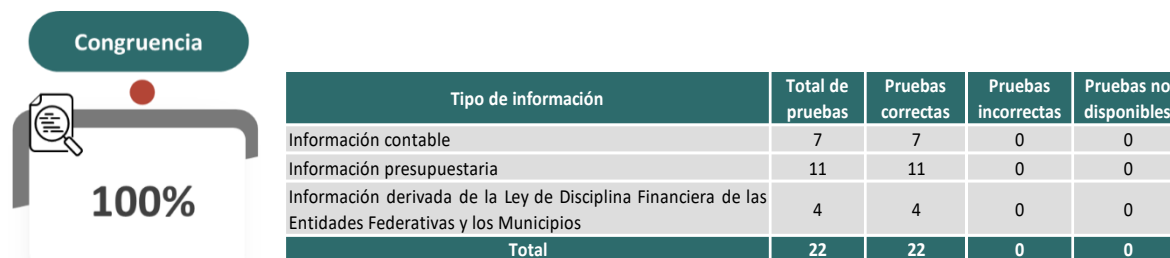 Congruencia
100%
Tipo de información Total de pruebas Pruebas correctas Pruebas incorrectas Pruebas no disponibles
Información contable 7 7 0 0
Información presupuestaria 11 11 0 0
Información derivada de la Ley de Disciplina Financiera de las
Entidades Federativas y los Municipios 4 4 0 0
Total 22 22 0 0